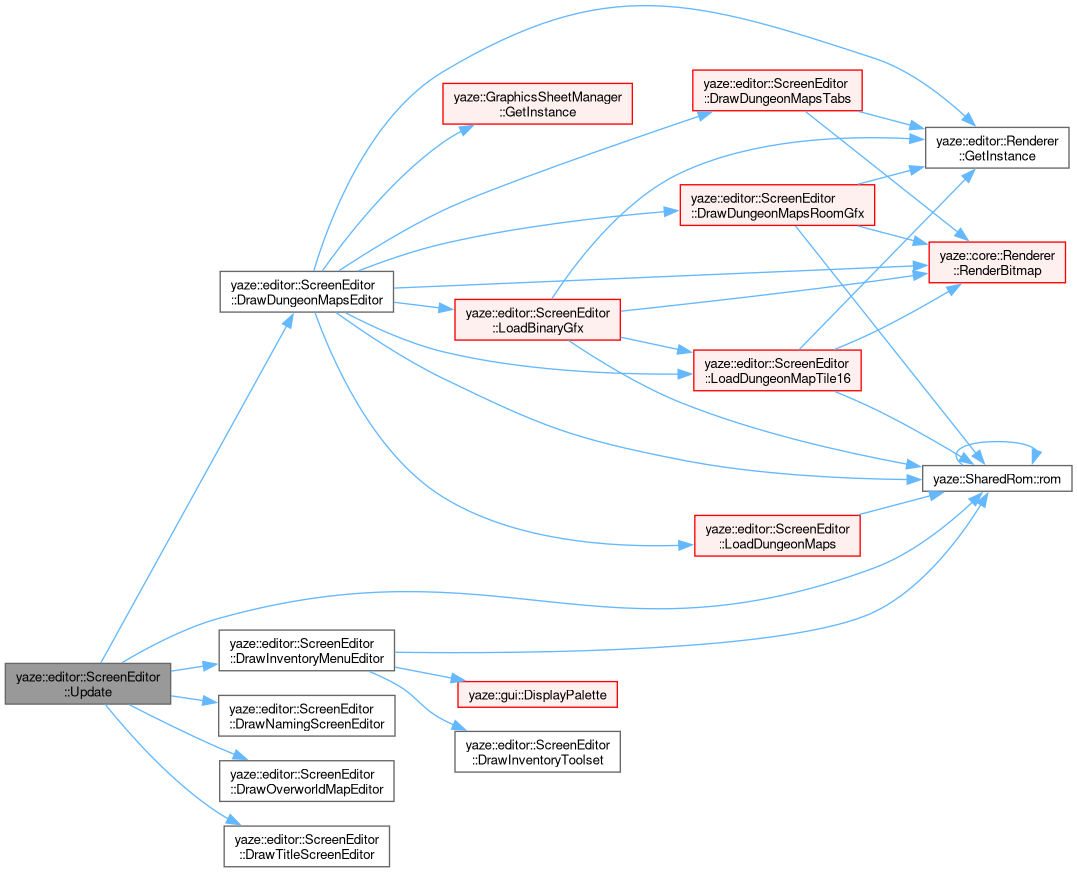 yaze::GraphicsSheetManager
::GetInstance
yaze::editor::ScreenEditor
::DrawDungeonMapsTabs
yaze::editor::Renderer
::GetInstance
yaze::editor::ScreenEditor
::DrawDungeonMapsRoomGfx
yaze::core::Renderer
::RenderBitmap
yaze::editor::ScreenEditor
::DrawDungeonMapsEditor
yaze::editor::ScreenEditor
::LoadBinaryGfx
yaze::editor::ScreenEditor
::LoadDungeonMapTile16
yaze::SharedRom::rom
yaze::editor::ScreenEditor
::LoadDungeonMaps
yaze::editor::ScreenEditor
::DrawInventoryMenuEditor
yaze::editor::ScreenEditor
::Update
yaze::gui::DisplayPalette
yaze::editor::ScreenEditor
::DrawNamingScreenEditor
yaze::editor::ScreenEditor
::DrawInventoryToolset
yaze::editor::ScreenEditor
::DrawOverworldMapEditor
yaze::editor::ScreenEditor
::DrawTitleScreenEditor